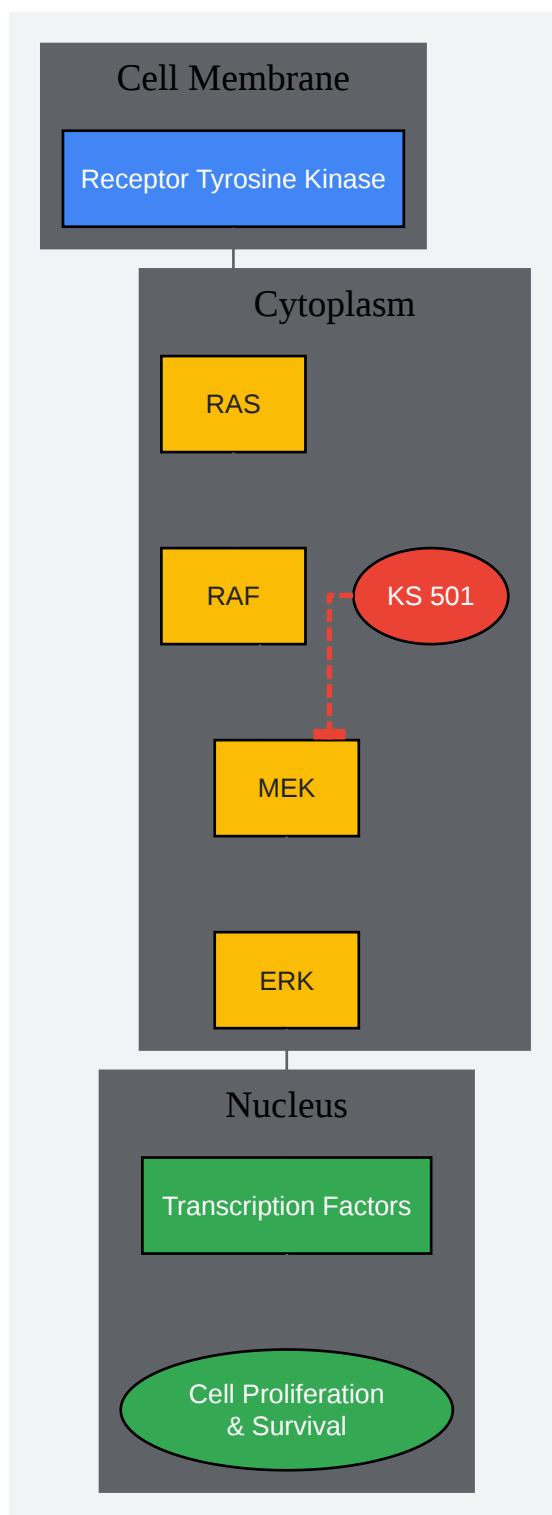 Cell Membrane
Receptor Tyrosine Kinase
Cytoplasm
RAS
RAF
KS 501
MEK
ERK
Nucleus
Transcription Factors
Cell Proliferation
& Survival